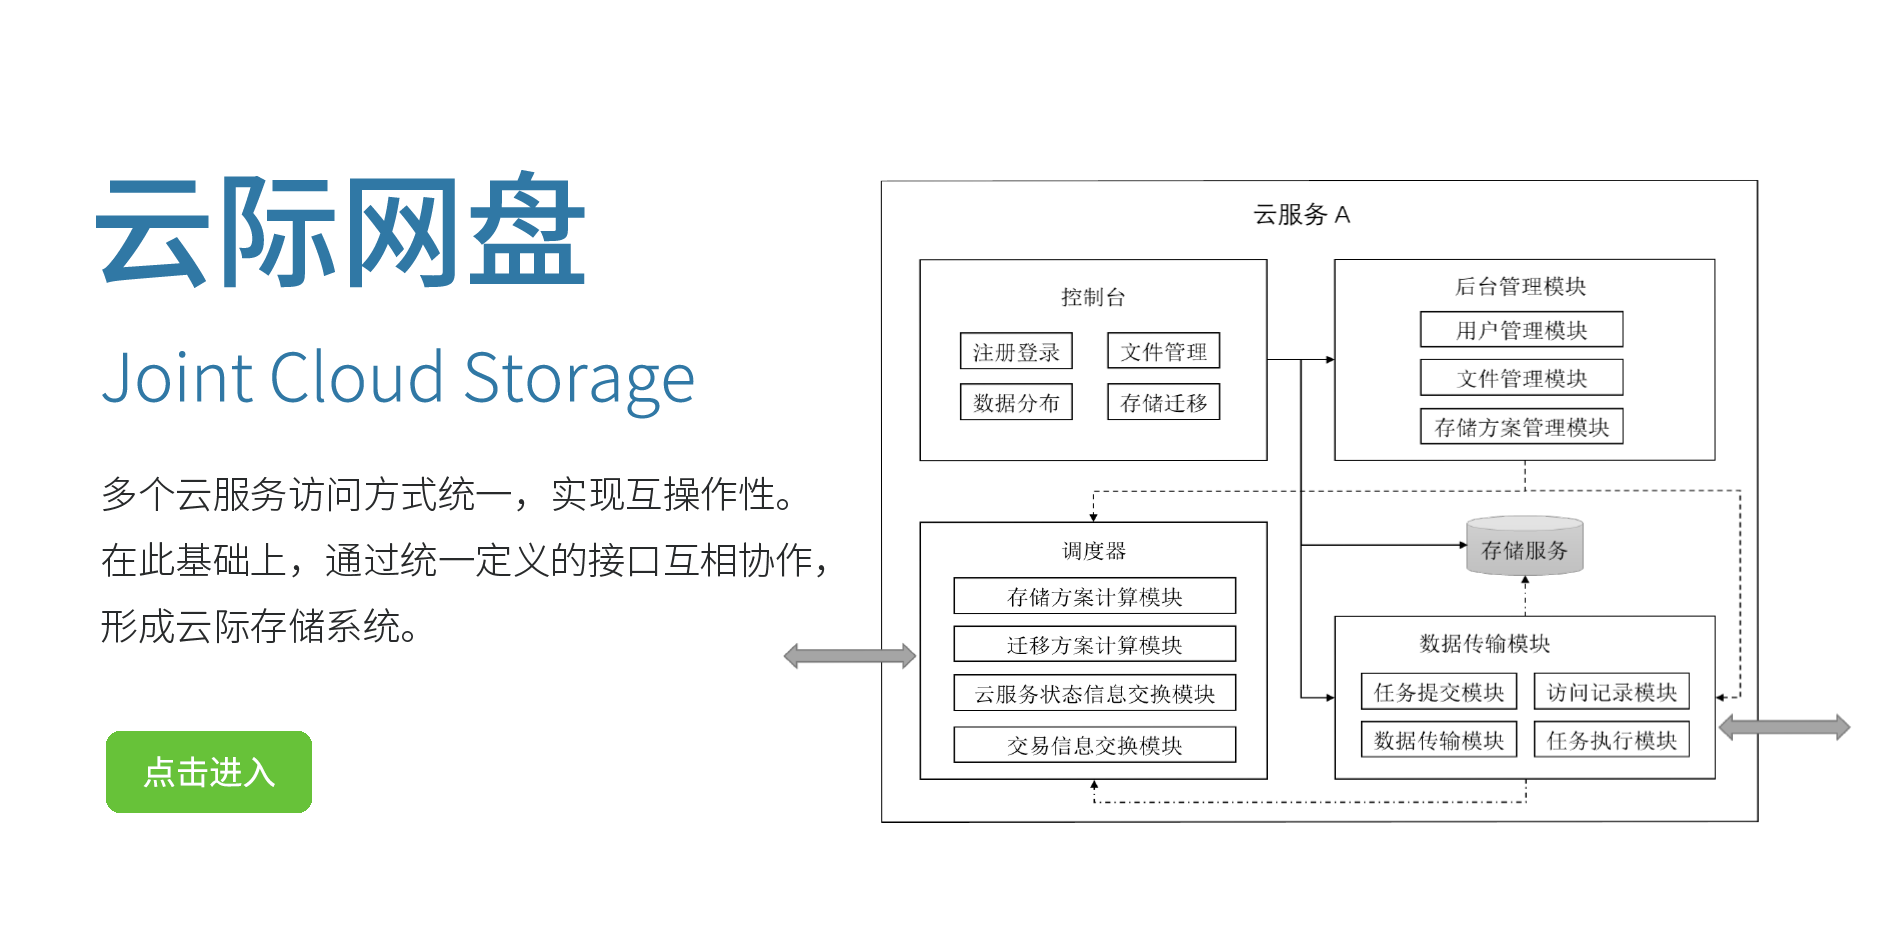 云际网盘
Joint Cloud Storage
多个云服务访问方式统一，实现互操作性。
在此基础上，通过统一定义的接口互相协作，
形成云际存储系统。
点击进入
云服务 A
控制台
注册登录
文件管理
数据分布
存储迁移
后台管理模块
用户管理模块
文件管理模块
存储方案管理模块
调度器
存储方案计算模块
迁移方案计算模块
云服务状态信息交换模块
交易信息交换模块
存储服务
数据传输模块
任务提交模块
访问记录模块
数据传输模块
任务执行模块